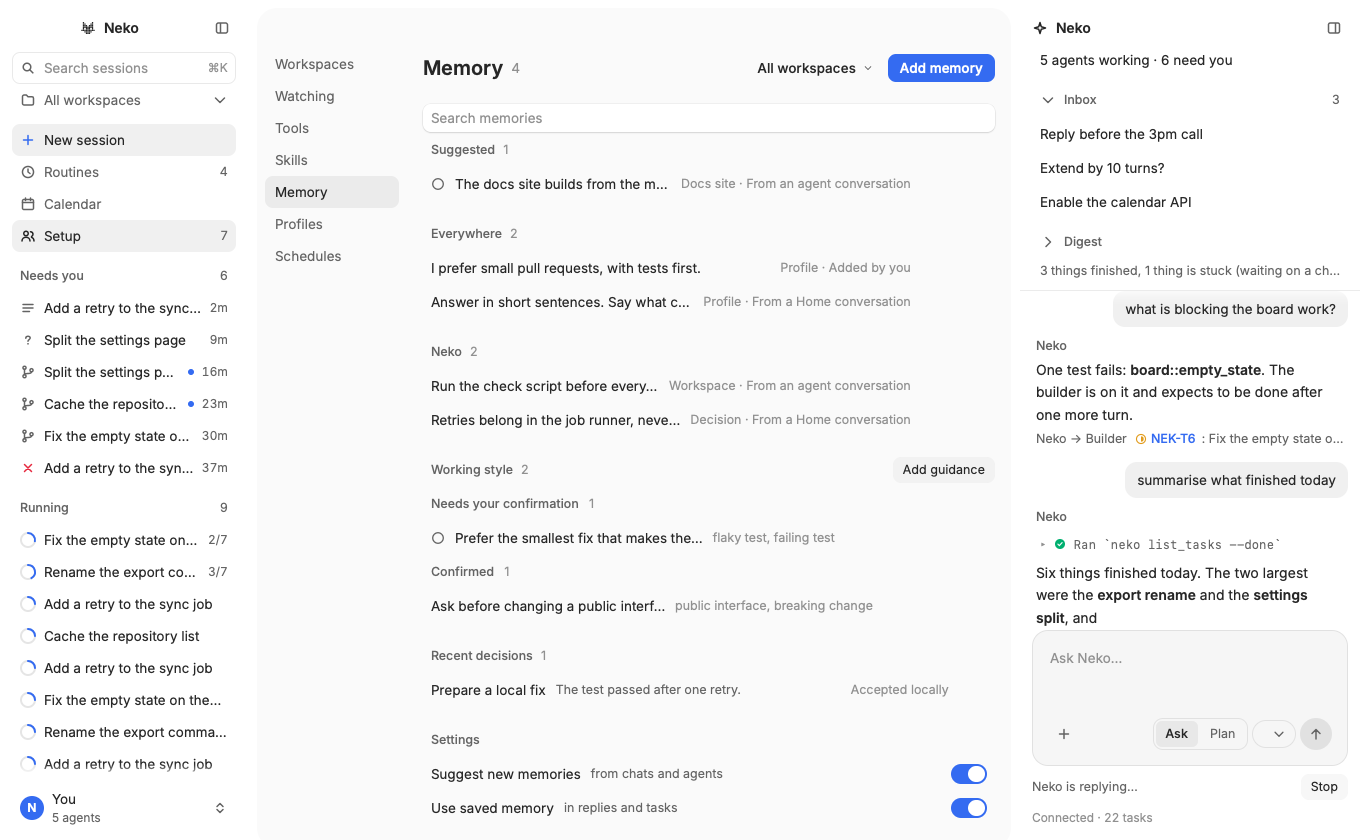 Neko
Search sessions ⌘K
All workspaces
New session
Routines 4
Calendar
Setup 7
Needs you 6
Add a retry to the sync... 2m
? Split the settings page 9m
Split the settings p... 16m
Cache the reposito... 23m
Fix the empty state o... 30m
Add a retry to the syn... 37m
Running 9
Fix the empty state on... 2/7
Rename the export co... 3/7
Add a retry to the sync job
Cache the repository list
Add a retry to the sync job
Fix the empty state on the...
Rename the export comma...
Add a retry to the sync job
N You
5 agents
Workspaces
Watching
Tools
Skills
Memory
Profiles
Schedules
Memory 4
All workspaces
Add memory
Search memories
Suggested 1
The docs site builds from the m... Docs site · From an agent conversation
Everywhere 2
I prefer small pull requests, with tests first. Profile · Added by you
Answer in short sentences. Say what c... Profile · From a Home conversation
Neko 2
Run the check script before every... Workspace · From an agent conversation
Retries belong in the job runner, neve... Decision · From a Home conversation
Working style 2 Add guidance
Needs your confirmation 1
Prefer the smallest fix that makes the... flaky test, failing test
Confirmed 1
Ask before changing a public interf... public interface, breaking change
Recent decisions 1
Prepare a local fix The test passed after one retry. Accepted locally
Settings
Suggest new memories from chats and agents
Use saved memory in replies and tasks
Neko
5 agents working · 6 need you
Inbox 3
Reply before the 3pm call
Extend by 10 turns?
Enable the calendar API
Digest
3 things finished, 1 thing is stuck (waiting on a ch...
what is blocking the board work?
Neko
One test fails: board::empty_state. The
builder is on it and expects to be done after
one more turn.
Neko → Builder NEK-T6 : Fix the empty state o...
summarise what finished today
Neko
Ran `neko list_tasks --done`
Six things finished today. The two largest
were the export rename and the settings
split, and
Ask Neko...
Ask Plan
Neko is replying... Stop
Connected · 22 tasks